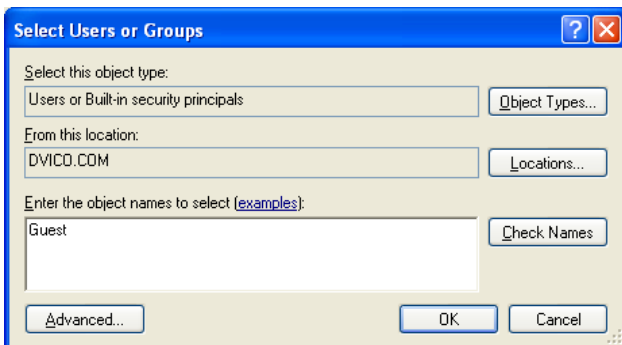 Select Users or Groups
Select this object type:
Users or Built-in security principals
Object Types...
From this location:
DVICO.COM
Locations...
Enter the object names to select (examples):
Guest
Check Names
Advanced...
OK
Cancel